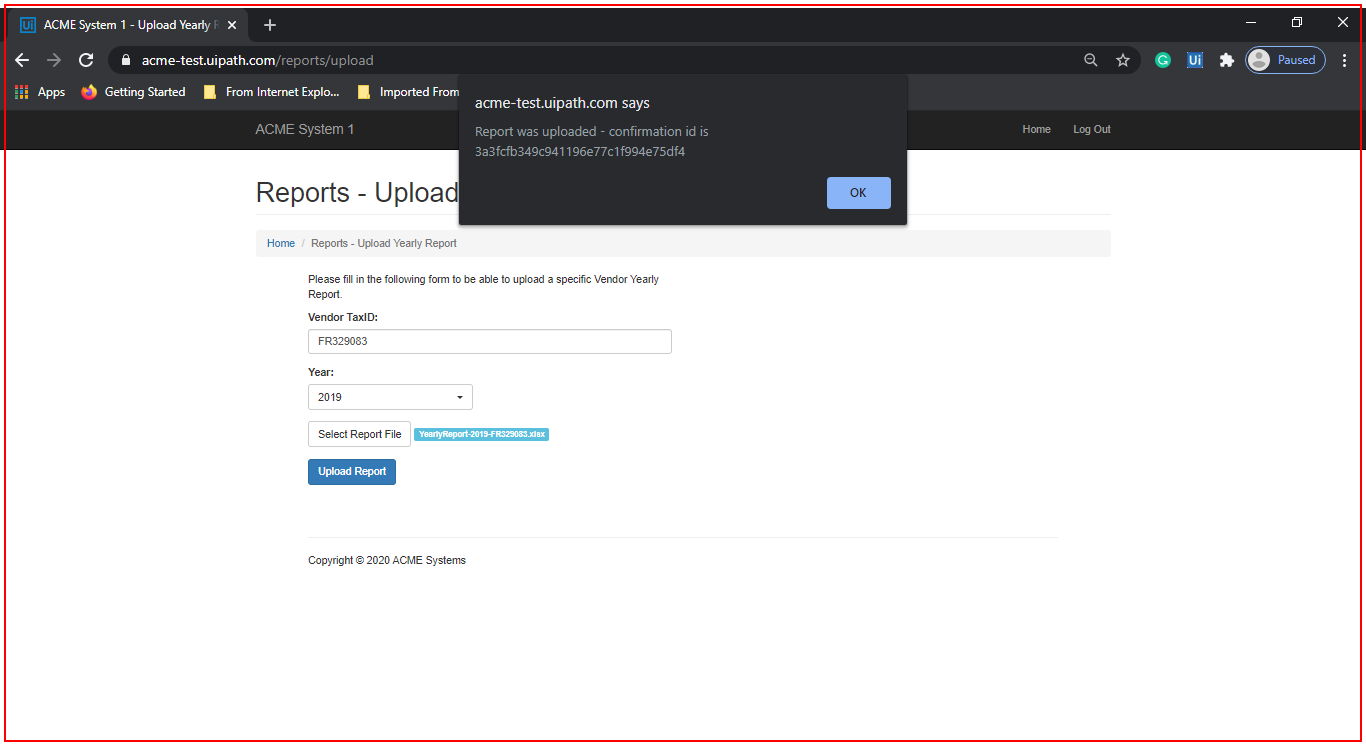 ACME System 1 - Upload Yearly R
acme-test.uipath.com/reports/upload
Ui
Paused
Apps
Getting Started
From Internet Explo...
Imported From
acme-test.uipath.com says
Report was uploaded - confirmation id is
3a3fcfb349c941196e77c1f994e75df4
OK
ACME System 1
Home
Log Out
Reports - Upload
Home / Reports - Upload Yearly Report
Please fill in the following form to be able to upload a specific Vendor Yearly
Report.
Vendor TaxID:
FR329083
Year:
2019
Select Report File
YearlyReport-2019-FR329083.xlsx
Upload Report
Copyright © 2020 ACME Systems